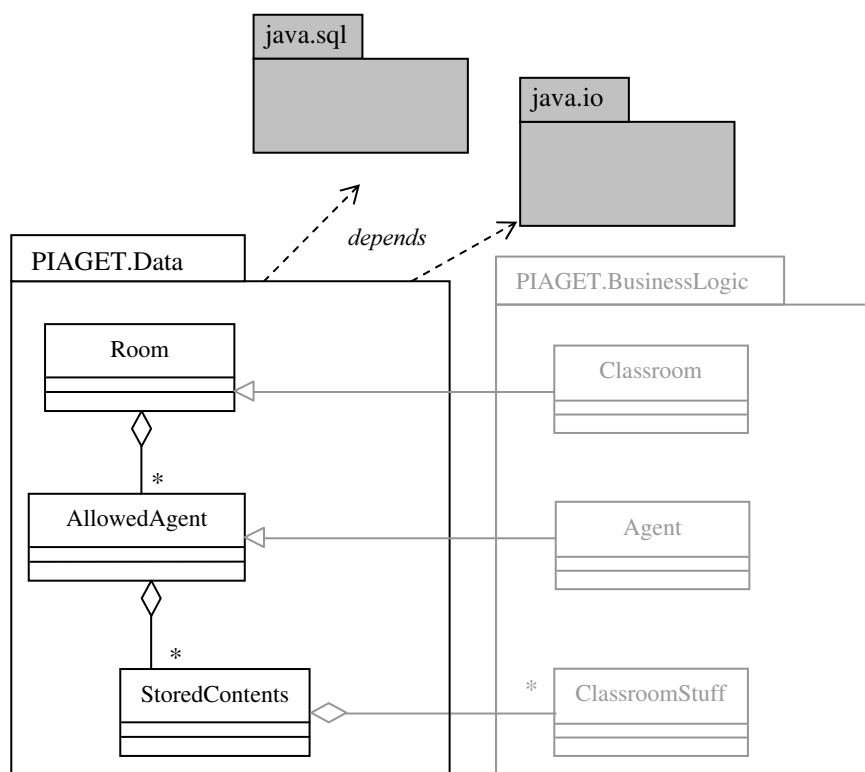 java.sql
java.io
depends
PIAGET.Data
PIAGET.BusinessLogic
Room
Classroom
*
AllowedAgent
Agent
*
StoredContents
*
ClassroomStuff